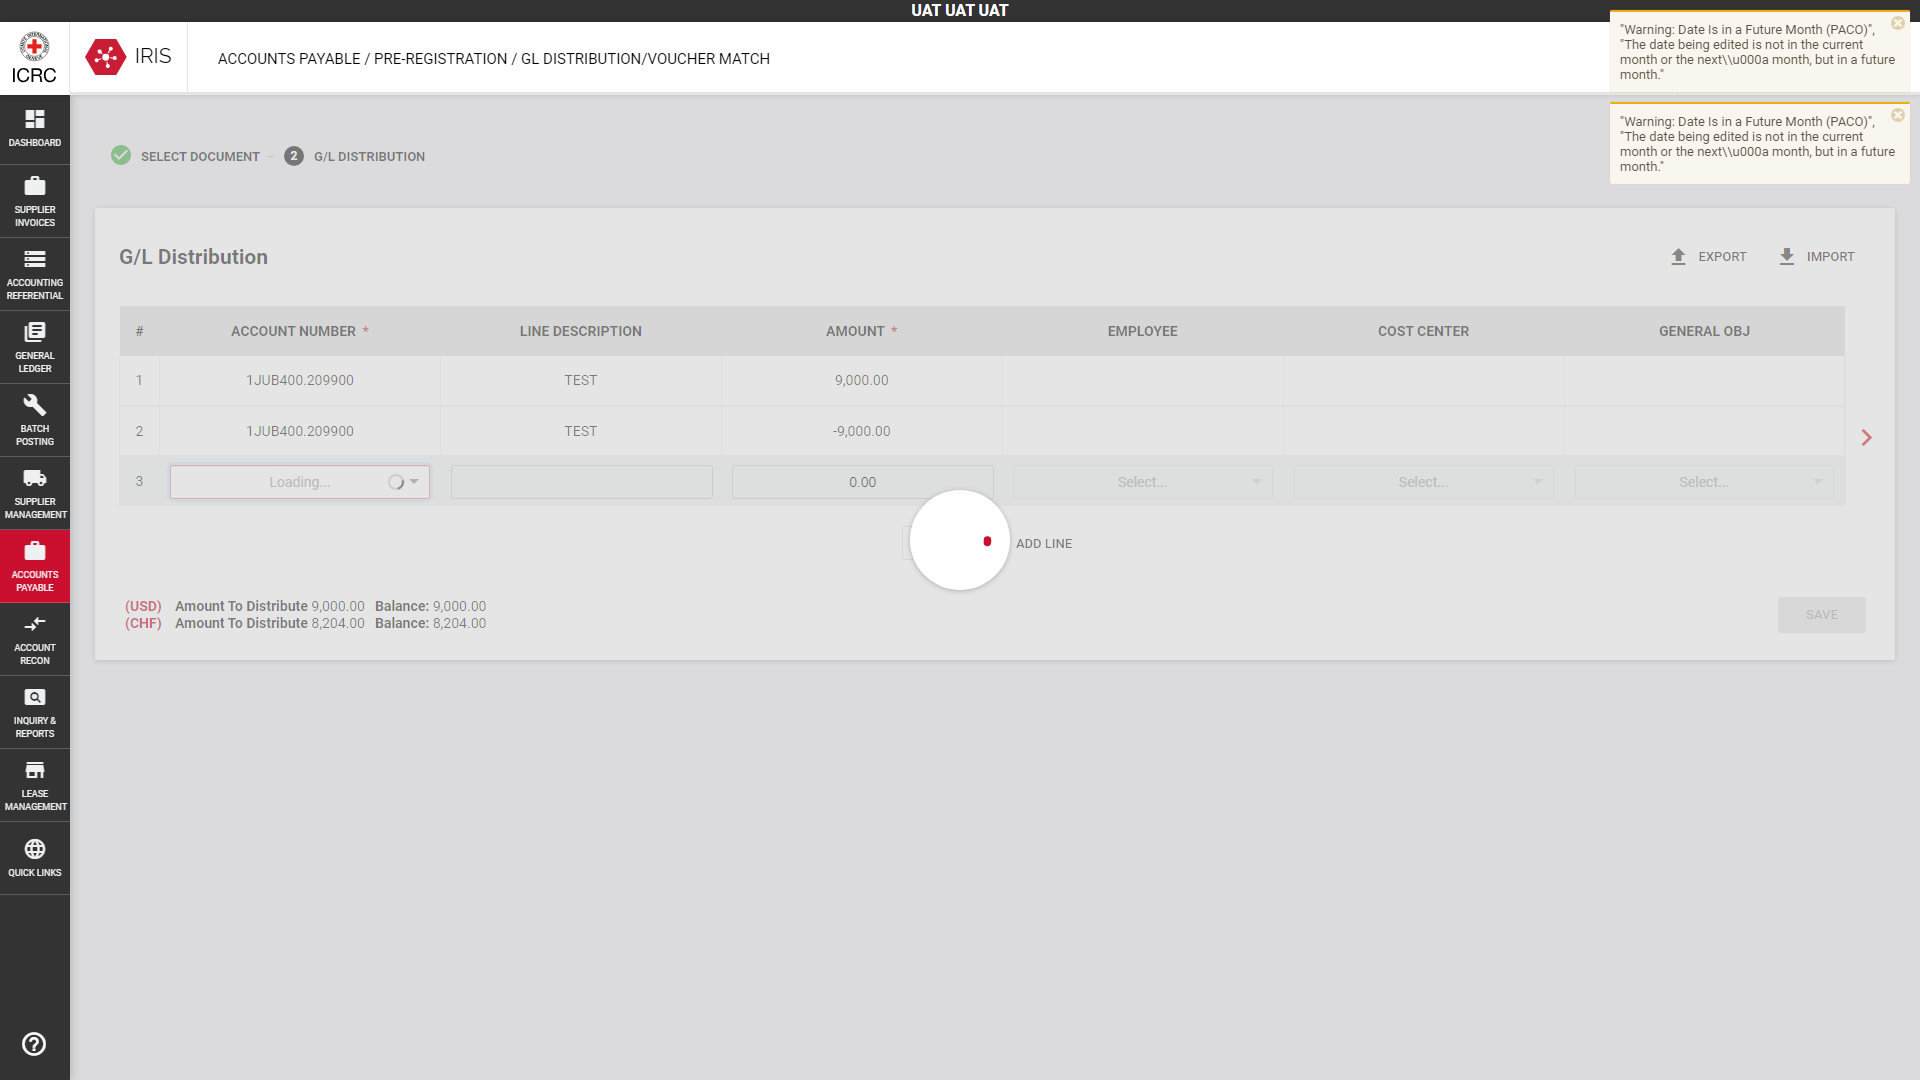 UAT UAT UAT
ICRC
IRIS
ACCOUNTS PAYABLE / PRE-REGISTRATION / GL DISTRIBUTION/VOUCHER MATCH
"Warning: Date Is in a Future Month (PACO)",
"The date being edited is not in the current
month or the next\\u000a month, but in a future
month."
"Warning: Date Is in a Future Month (PACO)",
"The date being edited is not in the current
month or the next\\u000a month, but in a future
month."
DASHBOARD
SUPPLIER
INVOICES
ACCOUNTING
REFERENTIAL
GENERAL
LEDGER
BATCH
POSTING
SUPPLIER
MANAGEMENT
ACCOUNTS
PAYABLE
ACCOUNT
RECON
INQUIRY &
REPORTS
LEASE
MANAGEMENT
QUICK LINKS
SELECT DOCUMENT
2 G/L DISTRIBUTION
G/L Distribution
EXPORT
IMPORT
# ACCOUNT NUMBER * LINE DESCRIPTION AMOUNT * EMPLOYEE COST CENTER GENERAL OBJ
1 1JUB400.209900 TEST 9,000.00
2 1JUB400.209900 TEST -9,000.00
3 Loading... 0.00 Select... Select... Select...
ADD LINE
(USD) Amount To Distribute 9,000.00 Balance: 9,000.00
(CHF) Amount To Distribute 8,204.00 Balance: 8,204.00
SAVE